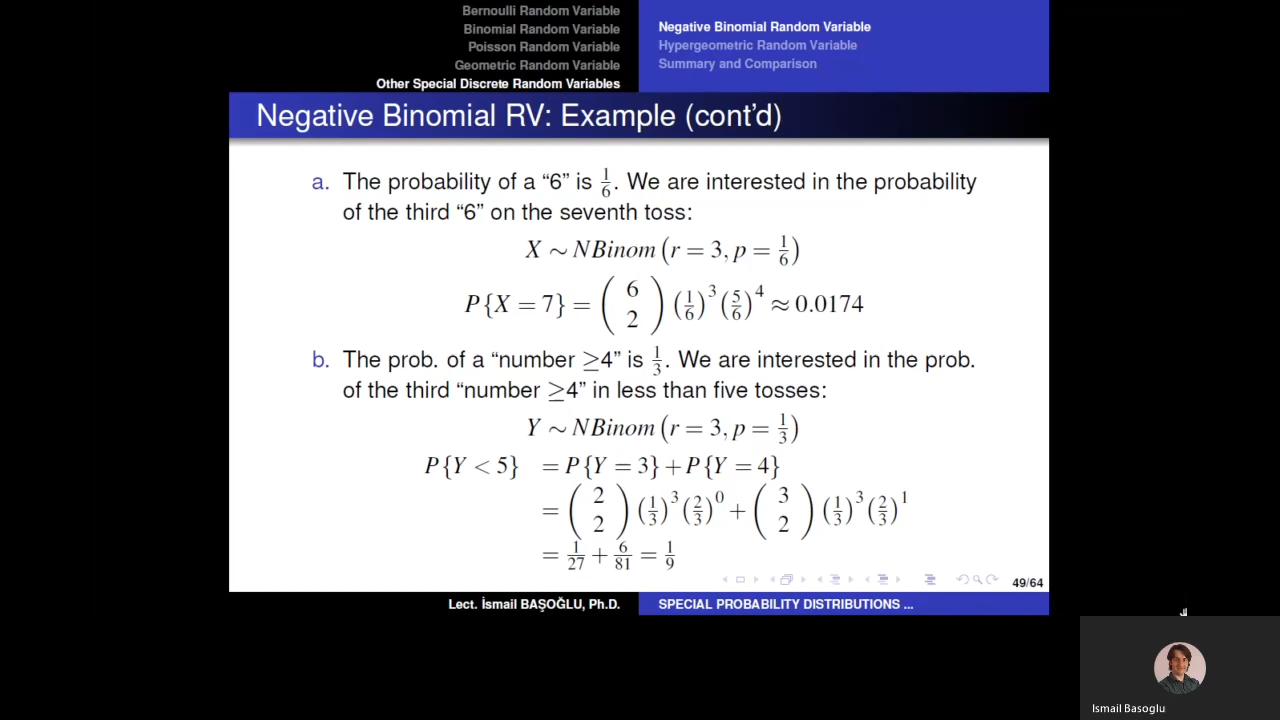 Bernoulli Random Variable
Binomial Random Variable
Poisson Random Variable
Geometric Random Variable
Other Special Discrete Random Variables
Negative Binomial Random Variable
Hypergeometric Random Variable
Summary and Comparison
Negative Binomial RV: Example (cont'd)
a. The probability of a “6” is 1/6. We are interested in the probability
of the third “6” on the seventh toss:
X ∼ NBinom (r = 3, p = 1/6)
P{X = 7} = (6 2) (1/6)^3 (5/6)^4 ≈ 0.0174
b. The prob. of a “number ≥4” is 1/3. We are interested in the prob.
of the third “number ≥4” in less than five tosses:
Y ∼ NBinom (r = 3, p = 1/3)
P{Y < 5} = P{Y = 3} + P{Y = 4}
= (2 2) (1/3)^3 (2/3)^0 + (3 2) (1/3)^3 (2/3)^1
= 1/27 + 6/81 = 1/9
49/64
Lect. İsmail BAŞOĞLU, Ph.D.
SPECIAL PROBABILITY DISTRIBUTIONS ...
Ismail Basoglu